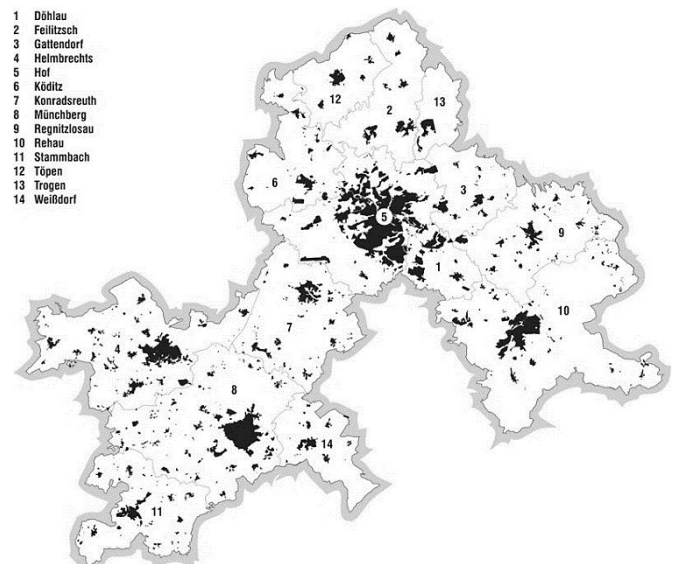 1 Döhlau
2 Feilitzsch
3 Gattendorf
4 Helmbrechts
5 Hof
6 Köditz
7 Konradsreuth
8 Münchberg
9 Regnitzlosau
10 Rehau
11 Stammbach
12 Töpen
13 Trogen
14 Weißdorf
12
2
13
6
3
5
9
1
10
7
4
8
14
11